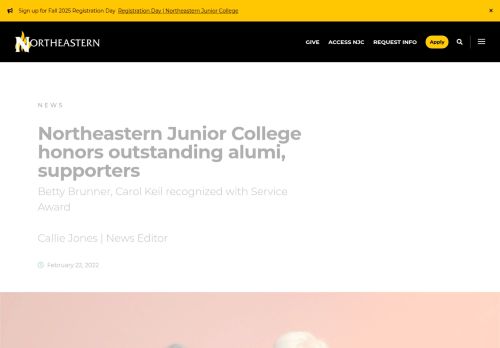 Sign up for Fall 2025 Registration Day Registration Day | Northeastern Junior College ×
NORTHEASTERN GIVE ACCESS NJC REQUEST INFO Apply
NEWS
Northeastern Junior College
honors outstanding alumi,
supporters
Betty Brunner, Carol Keil recognized with Service
Award
Callie Jones | News Editor
February 22, 2022